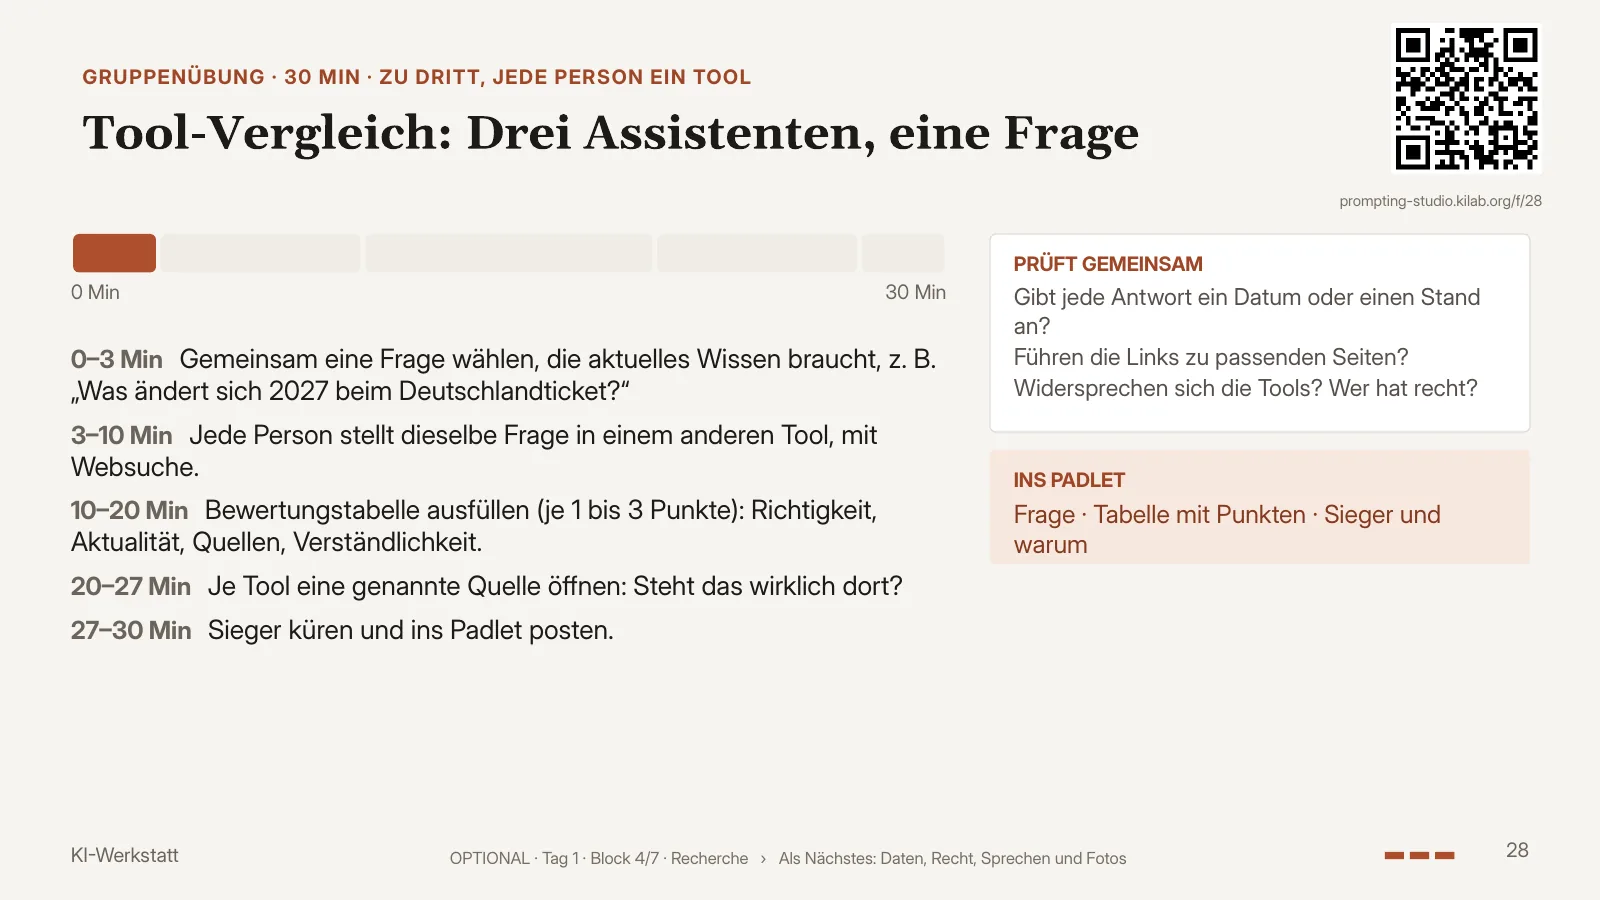 GRUPPENÜBUNG · 30 MIN · ZU DRITT, JEDE PERSON EIN TOOL
Tool-Vergleich: Drei Assistenten, eine Frage
prompting-studio.kilab.org/f/28
0 Min
30 Min
0–3 Min Gemeinsam eine Frage wählen, die aktuelles Wissen braucht, z. B.
„Was ändert sich 2027 beim Deutschlandticket?“
3–10 Min Jede Person stellt dieselbe Frage in einem anderen Tool, mit
Websuche.
10–20 Min Bewertungstabelle ausfüllen (je 1 bis 3 Punkte): Richtigkeit,
Aktualität, Quellen, Verständlichkeit.
20–27 Min Je Tool eine genannte Quelle öffnen: Steht das wirklich dort?
27–30 Min Sieger küren und ins Padlet posten.
PRÜFT GEMEINSAM
Gibt jede Antwort ein Datum oder einen Stand
an?
Führen die Links zu passenden Seiten?
Widersprechen sich die Tools? Wer hat recht?
INS PADLET
Frage · Tabelle mit Punkten · Sieger und
warum
KI-Werkstatt
OPTIONAL · Tag 1 · Block 4/7 · Recherche › Als Nächstes: Daten, Recht, Sprechen und Fotos
28